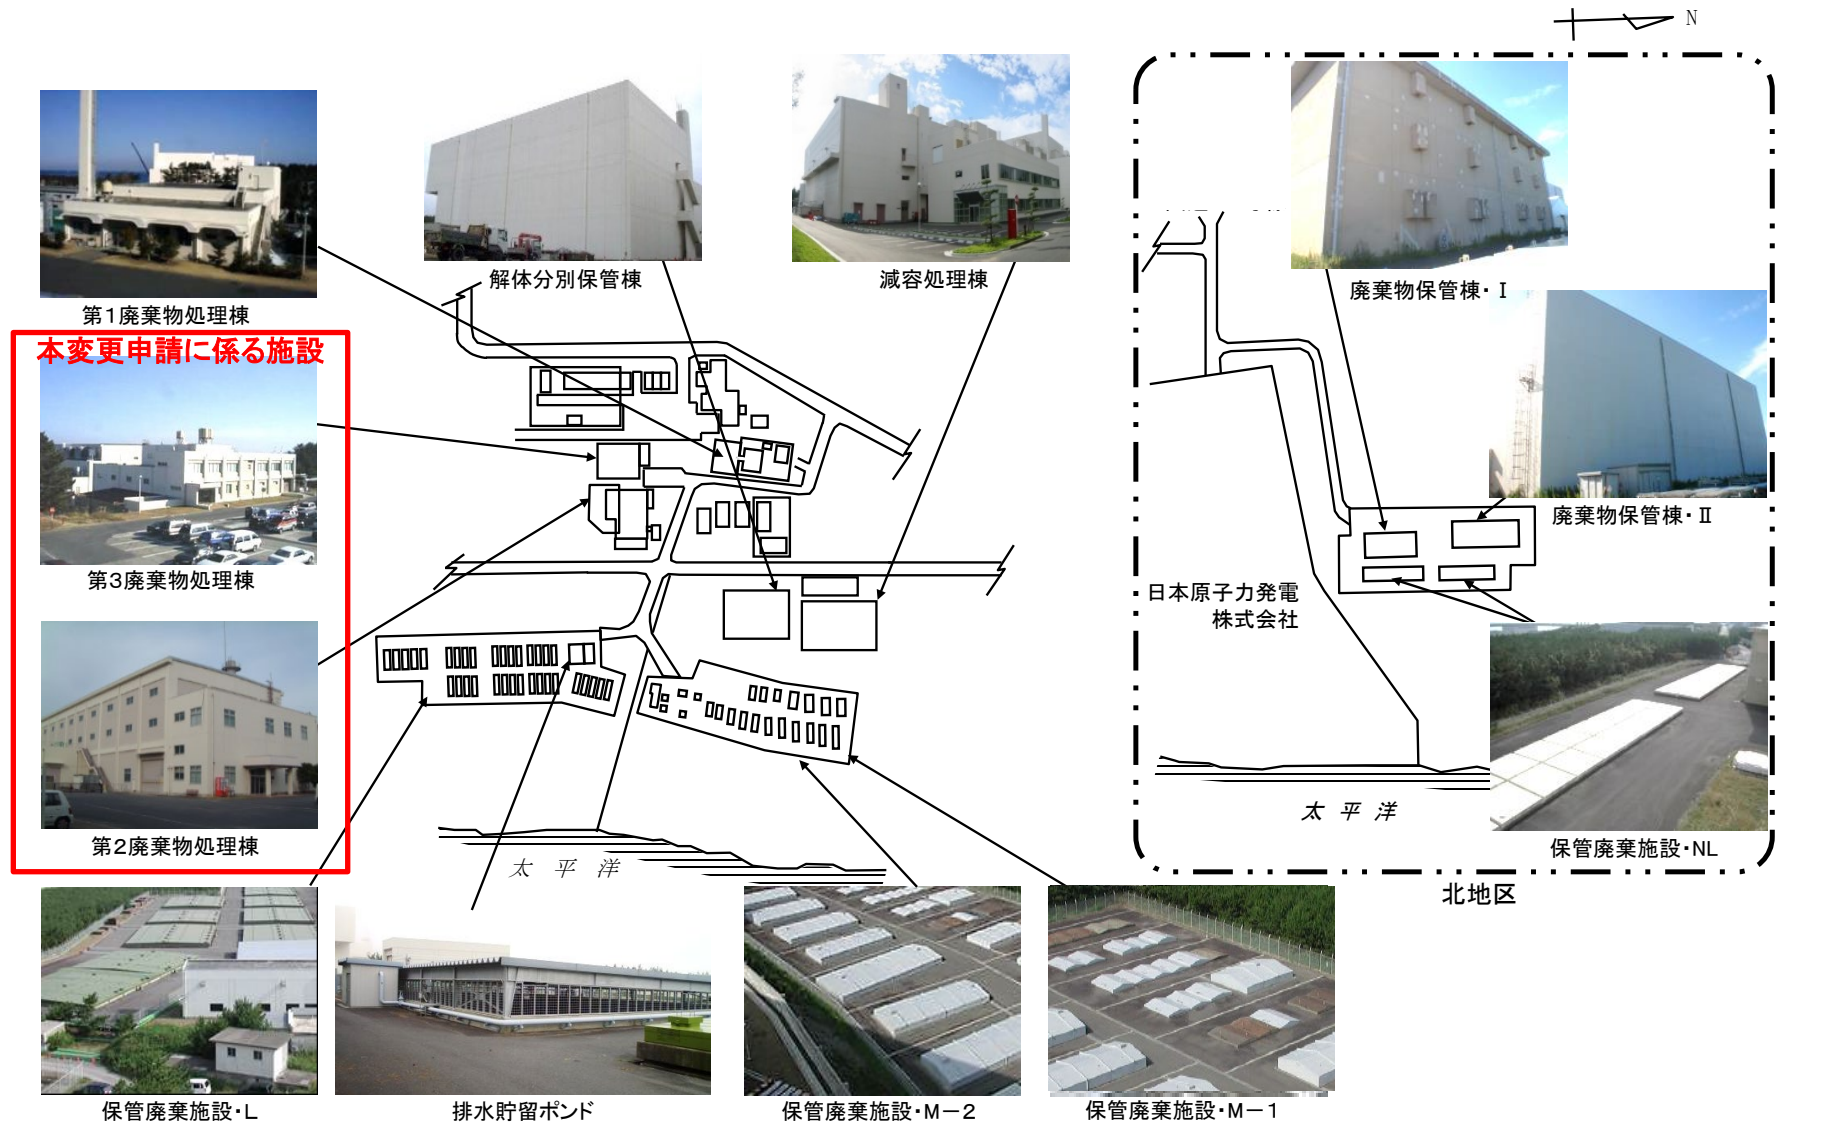 N
第1廃棄物処理棟
解体分別保管棟
減容処理棟
廃棄物保管棟・Ⅰ
本変更申請に係る施設
第3廃棄物処理棟
廃棄物保管棟・Ⅱ
日本原子力発電
株式会社
第2廃棄物処理棟
太平洋
太平洋
保管廃棄施設・NL
北地区
保管廃棄施設・L
排水貯留ポンド
保管廃棄施設・M－2
保管廃棄施設・M－1